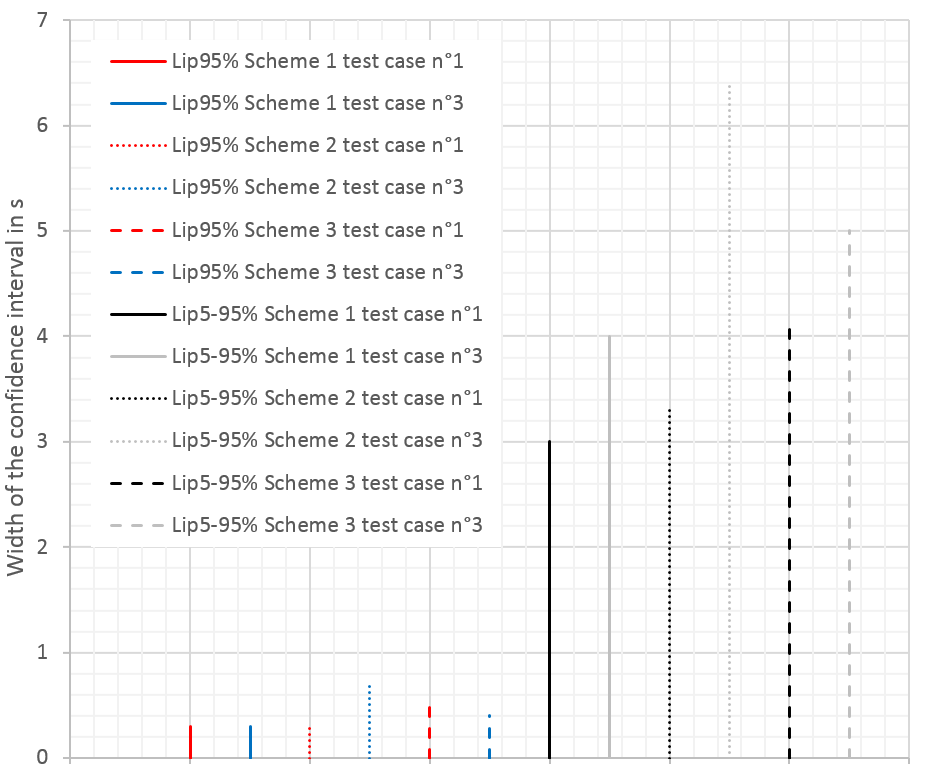 7
6
5
4
3
2
1
0
Width of the confidence interval in s
Lip95% Scheme 1 test case n°1
Lip95% Scheme 1 test case n°3
Lip95% Scheme 2 test case n°1
Lip95% Scheme 2 test case n°3
Lip95% Scheme 3 test case n°1
Lip95% Scheme 3 test case n°3
Lip5-95% Scheme 1 test case n°1
Lip5-95% Scheme 1 test case n°3
Lip5-95% Scheme 2 test case n°1
Lip5-95% Scheme 2 test case n°3
Lip5-95% Scheme 3 test case n°1
Lip5-95% Scheme 3 test case n°3